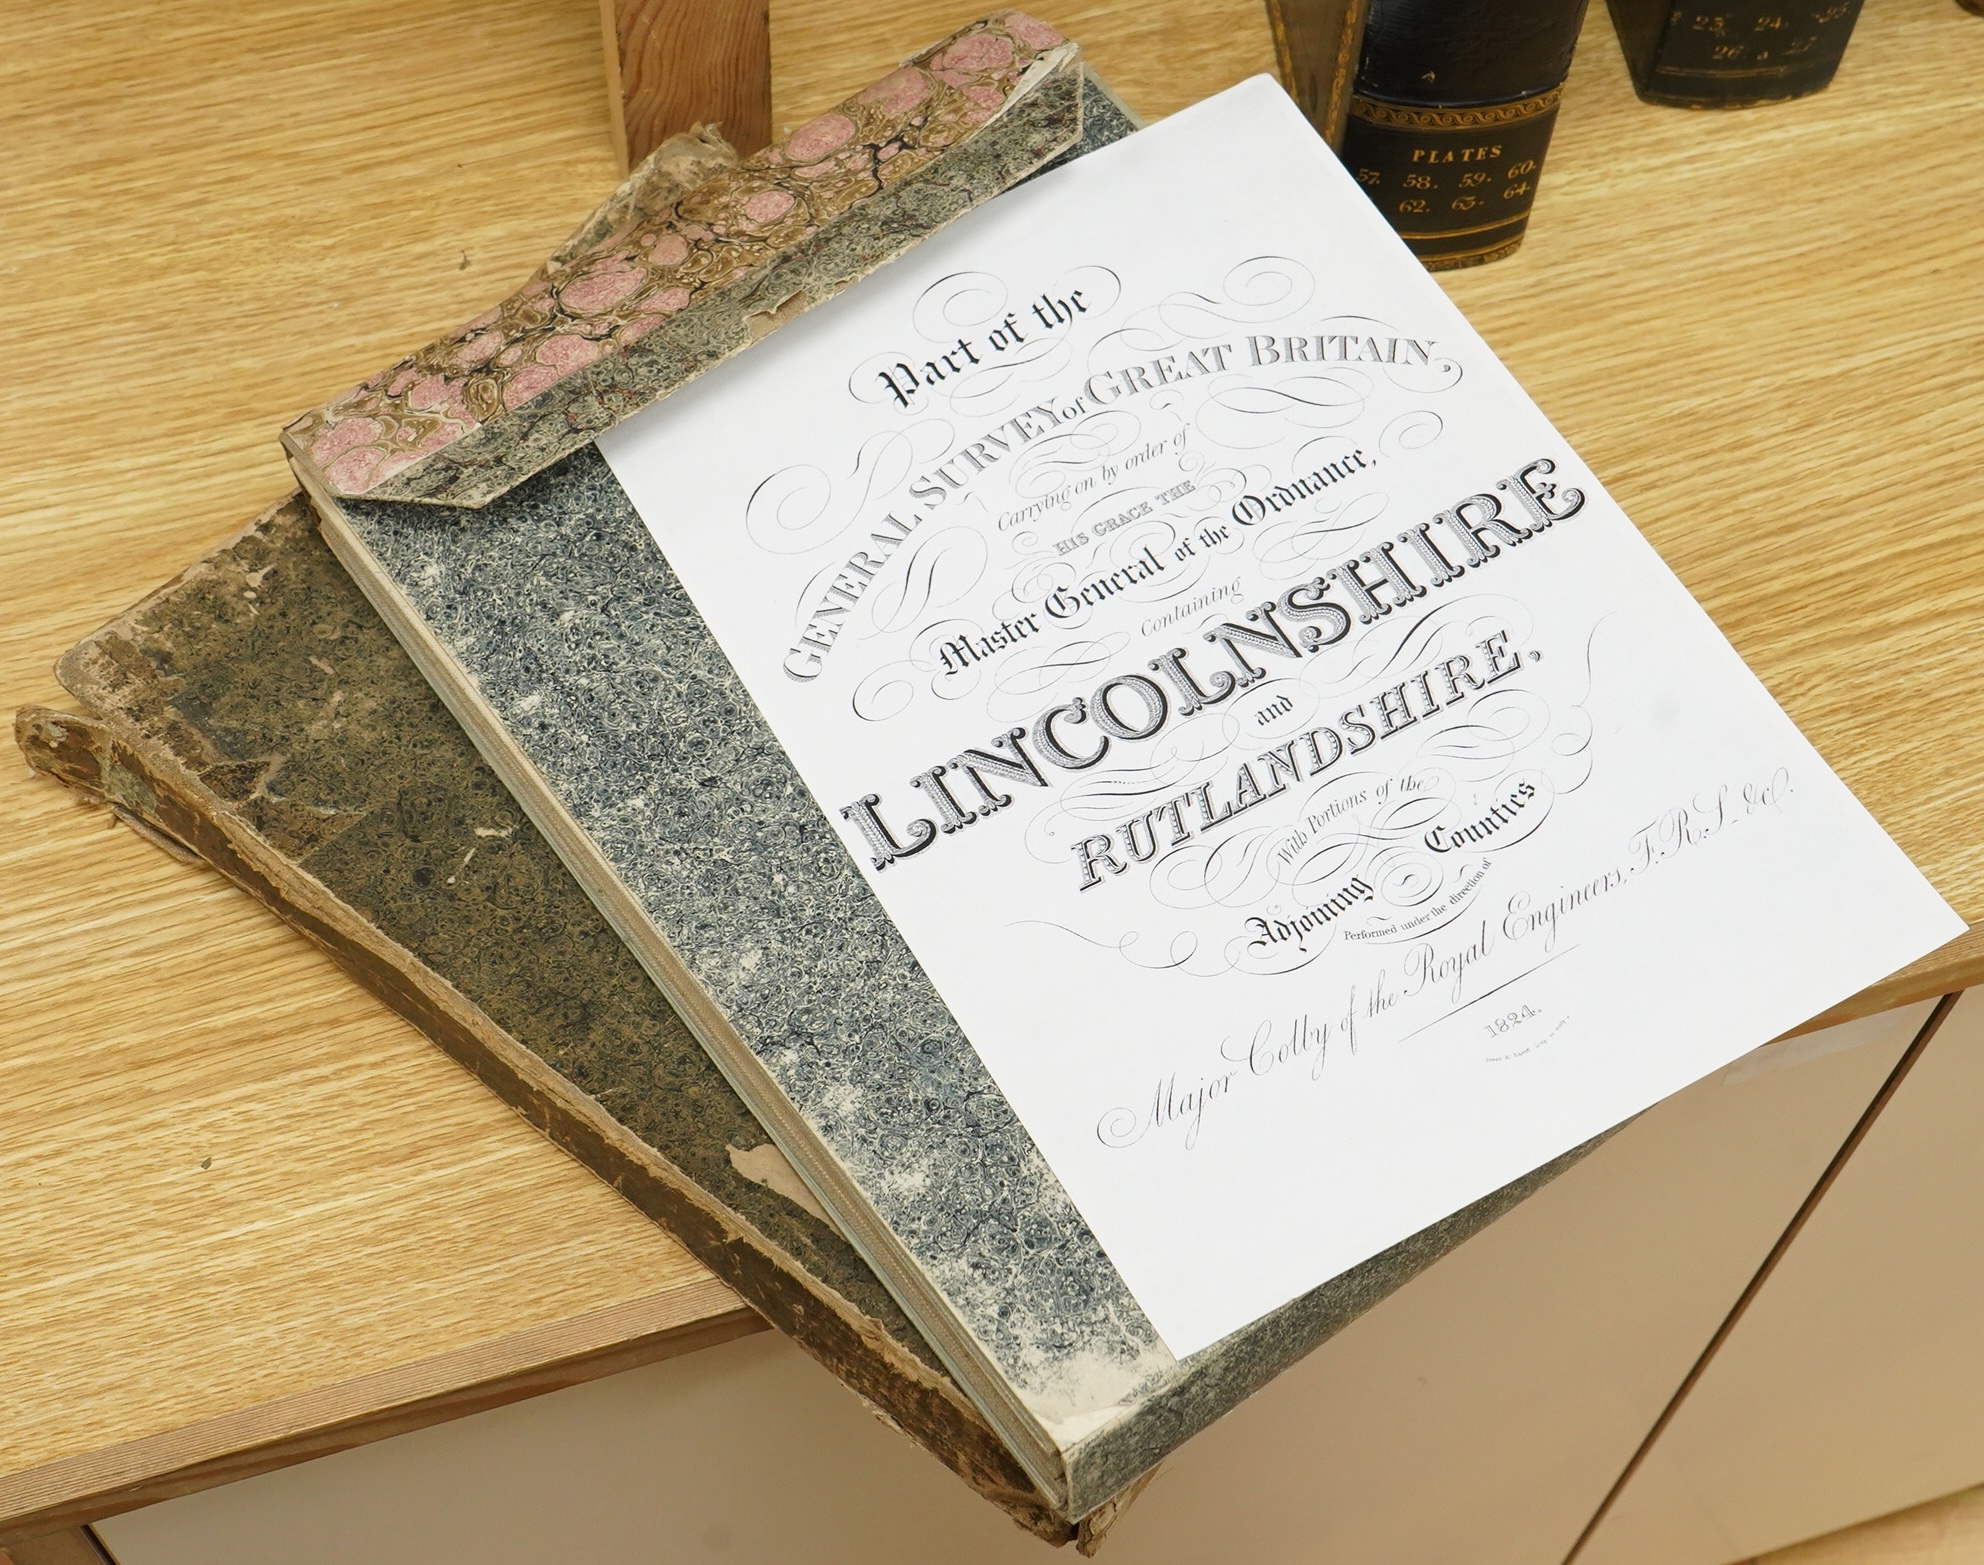 Part of the
GENERAL SURVEY of GREAT BRITAIN,
Carrying on by order of
HIS GRACE THE
Master General of the Ordnance,
Containing
LINCOLNSHIRE
and
RUTLANDSHIRE,
With Portions of the
Adjoining Counties
Performed under the direction of
Major Colby of the Royal Engineers, F.R.S. &c.
1824.
PLATES
57. 58. 59. 60.
62. 63. 64.
23. 24. 25
26. a 27